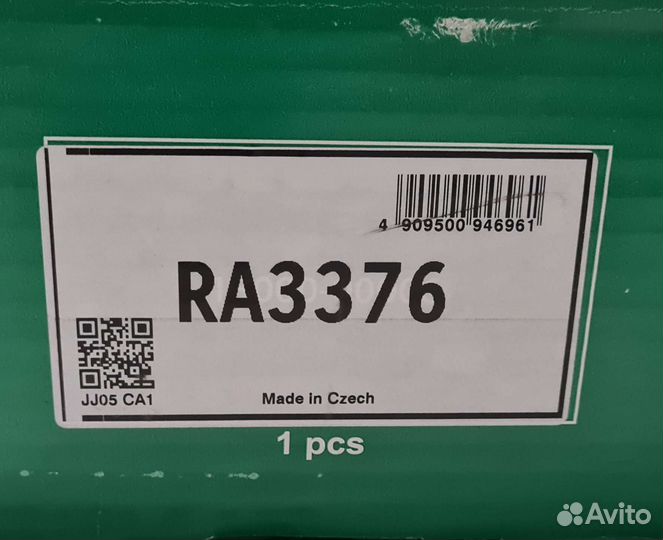 4 909500 946961
RA3376
JJ05 CA1
Made in Czech
1 pcs
Avito